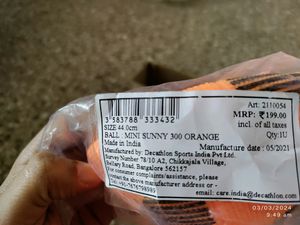 Art: 2110054
MRP: ₹199.00
incl. of all taxes
Qty:1U
3 583788 333432
SIZE 44.0cm
BALL : MINI SUNNY 300 ORANGE
Made in India
Manufacture date : 05/2021
Manufactured by: Decathlon Sports India Pvt Ltd.
Survey Number 78/10 A2, Chikkajala Village,
Bellary Road, Bangalore 562157
For consumer complaints/assistance, please
contact the above manufacturer address or -
email : care.india@decathlon.com
Call: +91-7676798989
03/03/2024
9:49 am